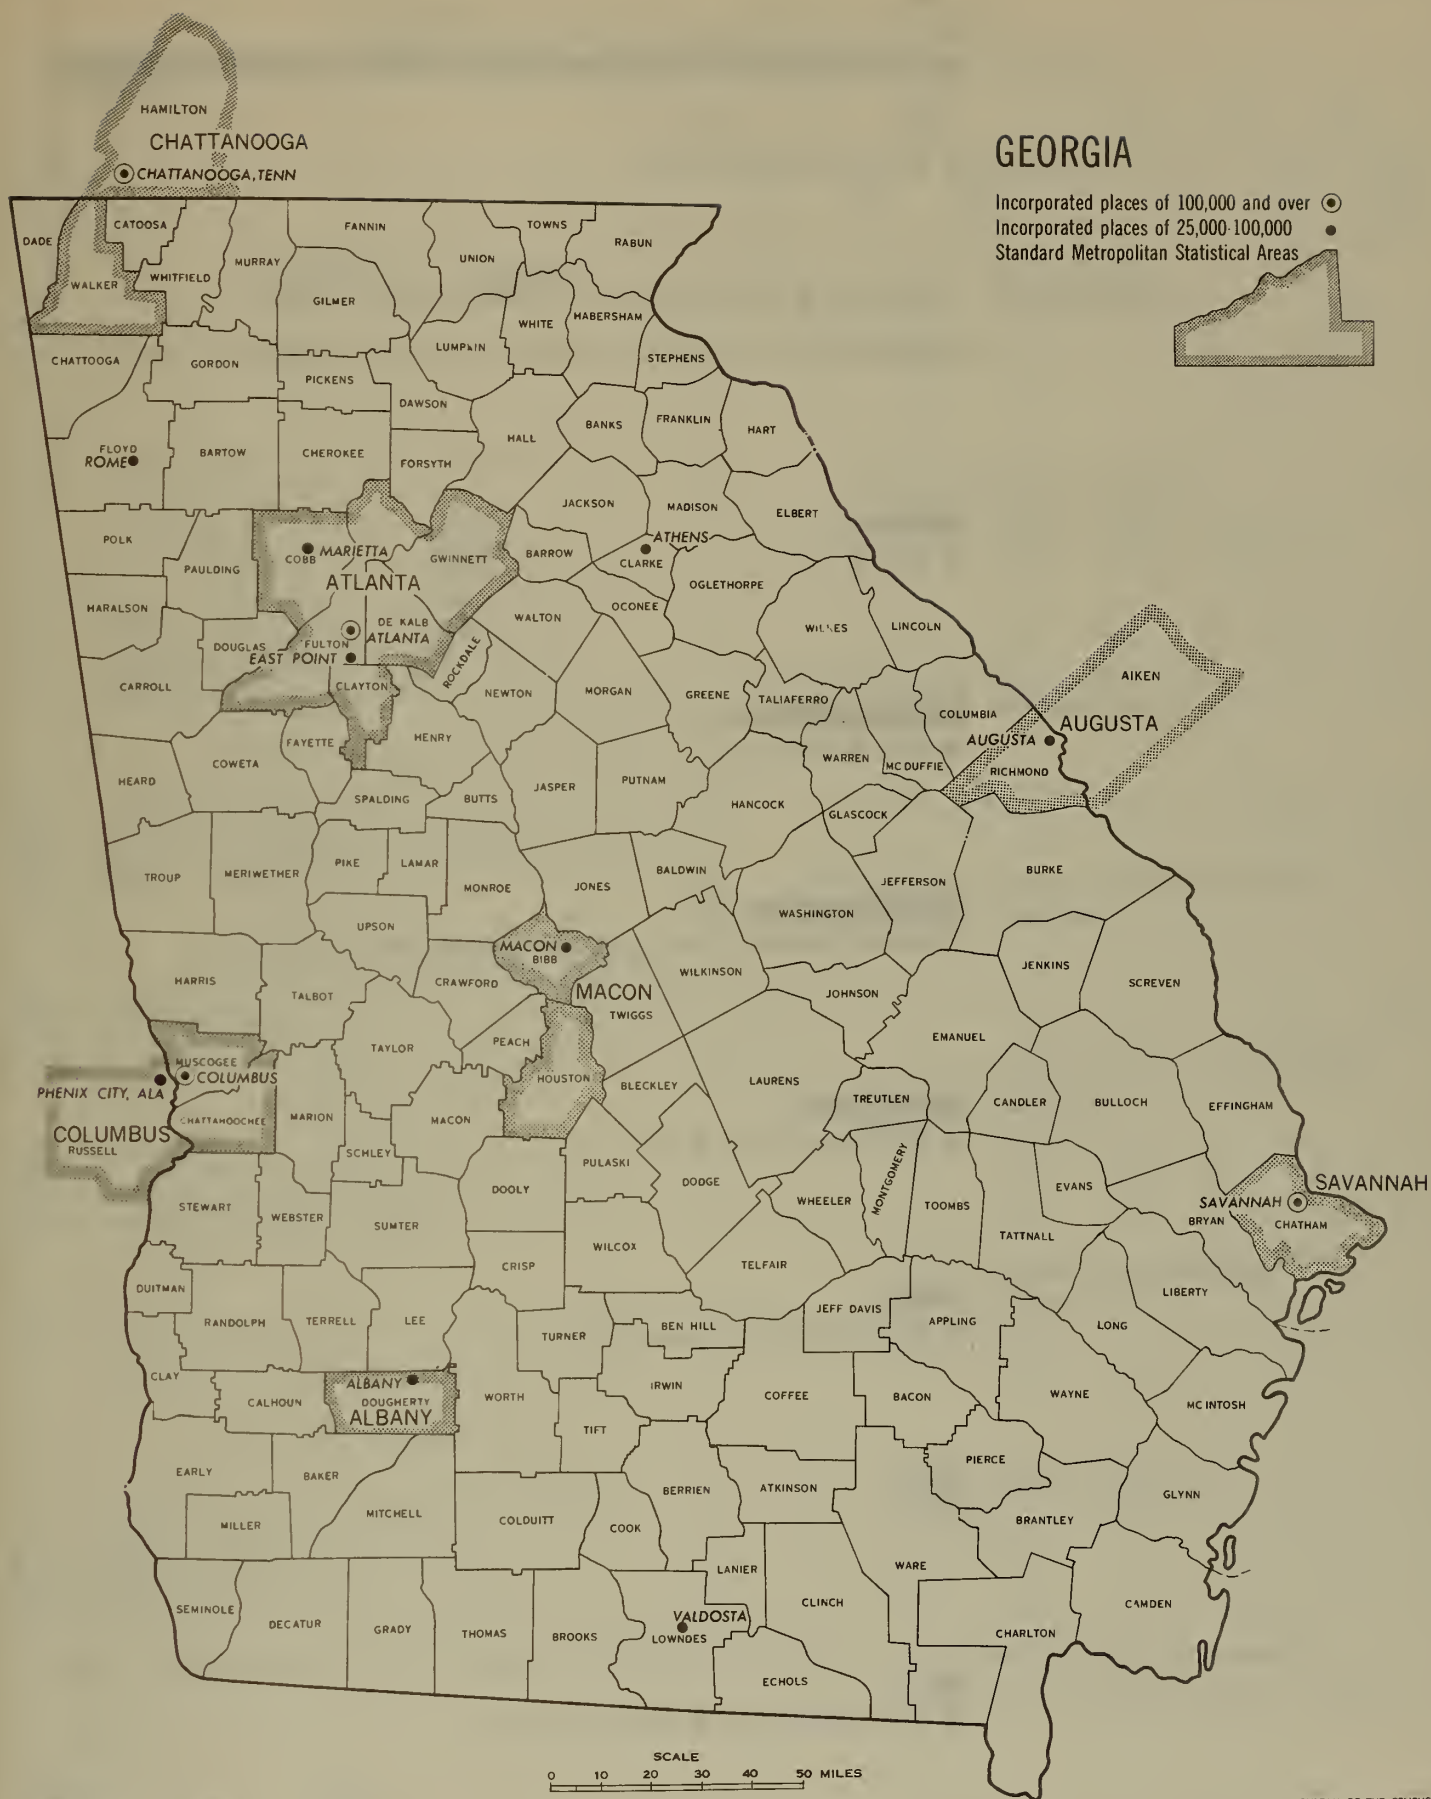 HAMILTON
CHATTANOOGA
CHATTANOOGA, TENN
GEORGIA
Incorporated places of 100,000 and over
Incorporated places of 25,000-100,000
Standard Metropolitan Statistical Areas
DADE
CATOOSA
FANNIN
TOWNS
RABUN
WALKER
WHITFIELD
MURRAY
UNION
GILMER
WHITE
HABERSHAM
LUMPKIN
STEPHENS
CHATTOOGA
GORDON
PICKENS
DAWSON
FLOYD
ROME
BARTOW
CHEROKEE
FORSYTH
HALL
BANKS
FRANKLIN
HART
JACKSON
MADISON
ELBERT
POLK
PAULDING
COBB
MARIETTA
GWINNETT
BARROW
ATHENS
CLARKE
ATLANTA
OGLETHORPE
HARALSON
DOUGLAS
FULTON
DE KALB
ATLANTA
EAST POINT
WALTON
OCONEE
WILKES
LINCOLN
CARROLL
CLAYTON
ROCKDALE
NEWTON
MORGAN
GREENE
TALIAFERRO
COLUMBIA
AIKEN
AUGUSTA
AUGUSTA
RICHMOND
HEARD
COWETA
FAYETTE
HENRY
SPALDING
BUTTS
JASPER
PUTNAM
HANCOCK
WARREN
MC DUFFIE
GLASCOCK
TROUP
MERIWETHER
PIKE
LAMAR
MONROE
JONES
BALDWIN
WASHINGTON
JEFFERSON
BURKE
UPSON
HARRIS
TALBOT
CRAWFORD
MACON
BIBB
MACON
TWIGGS
WILKINSON
JOHNSON
JENKINS
SCREVEN
EMANUEL
MUSCOGEE
COLUMBUS
PHENIX CITY, ALA
CHATTAHOOCHEE
COLUMBUS
RUSSELL
MARION
TAYLOR
PEACH
HOUSTON
MACON
BLECKLEY
LAURENS
TREUTLEN
CANDLER
BULLOCH
EFFINGHAM
SCHLEY
PULASKI
DODGE
DOOLY
WHEELER
MONTGOMERY
TOOMBS
EVANS
TATTNALL
SAVANNAH
SAVANNAH
BRYAN
CHATHAM
STEWART
WEBSTER
SUMTER
WILCOX
CRISP
TELFAIR
LIBERTY
DUITMAN
RANDOLPH
TERRELL
LEE
TURNER
BEN HILL
JEFF DAVIS
APPLING
LONG
CLAY
CALHOUN
ALBANY
DOUGHERTY
ALBANY
WORTH
TIFT
IRWIN
COFFEE
BACON
WAYNE
MC INTOSH
EARLY
BAKER
MILLER
MITCHELL
COLDUITT
COOK
BERRIEN
ATKINSON
PIERCE
BRANTLEY
GLYNN
SEMINOLE
DECATUR
GRADY
THOMAS
BROOKS
LANIER
VALDOSTA
LOWNDES
CLINCH
WARE
ECHOLS
CHARLTON
CAMDEN
SCALE
0 10 20 30 40 50 MILES